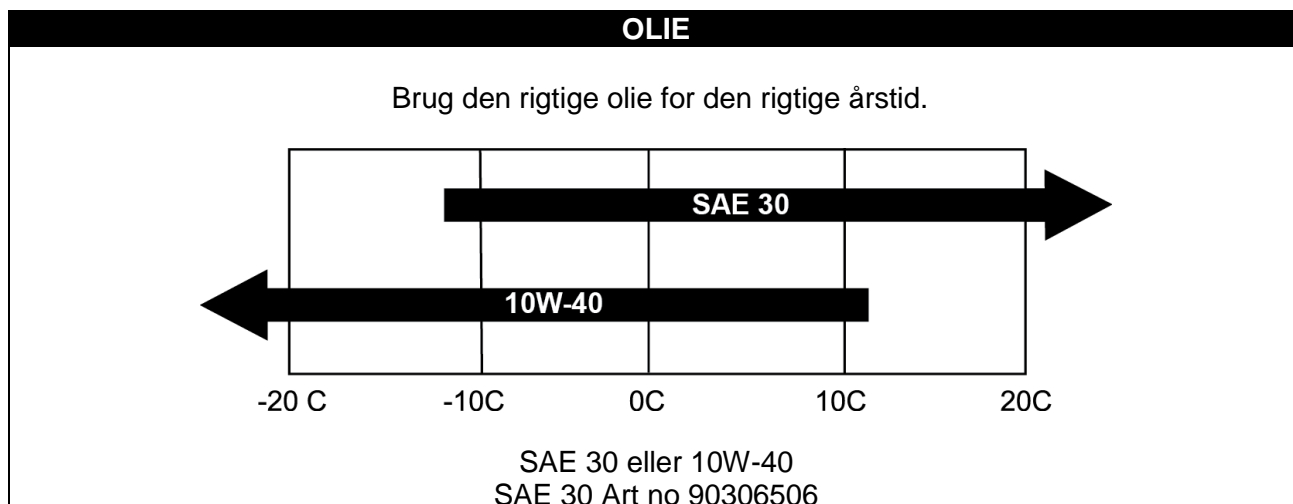 OLIE
Brug den rigtige olie for den rigtige årstid.
SAE 30
10W-40
-20 C -10C 0C 10C 20C
SAE 30 eller 10W-40
SAE 30 Art no 90306506